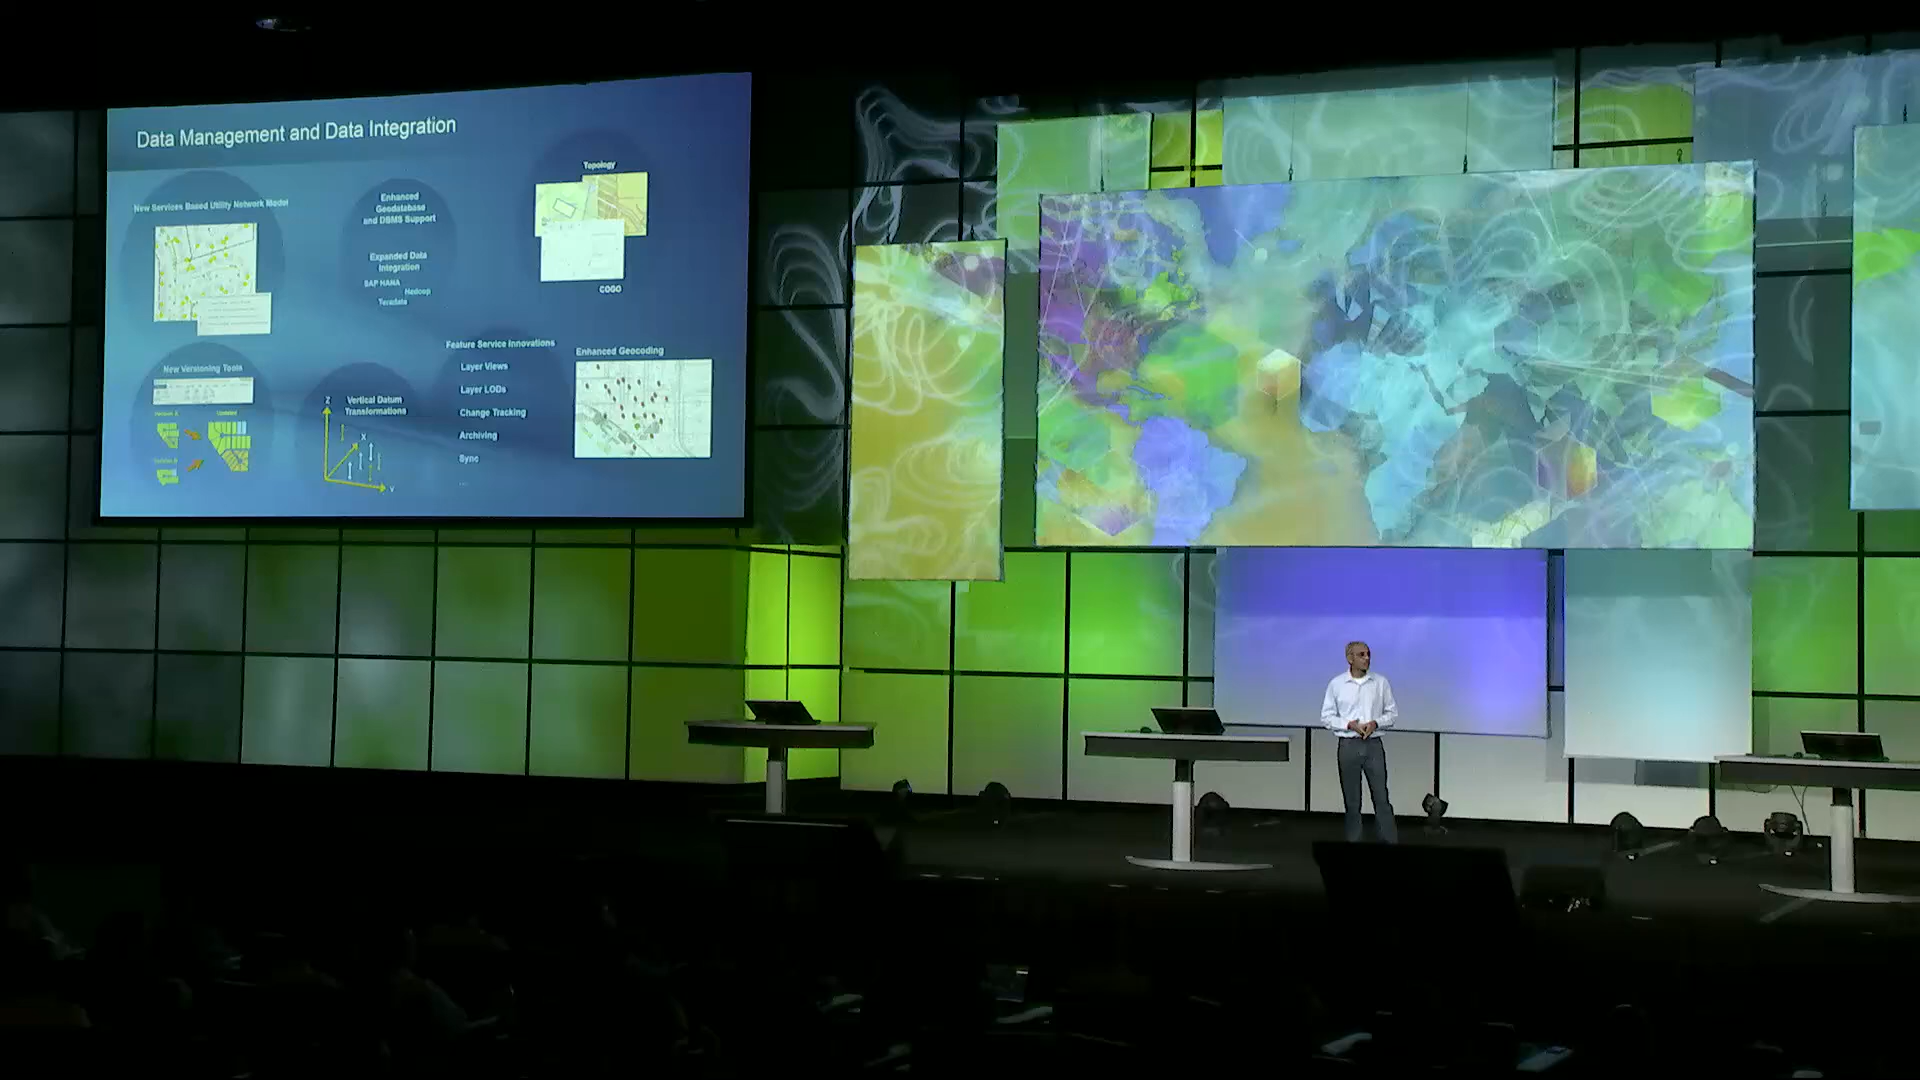 Data Management and Data Integration
New Services Based Utility Network Model
Enhanced
Geodatabase
and DBMS Support
Expanded Data
Integration
SAP HANA
Hadoop
Teradata
Topology
COGO
New Versioning Tools
Updated
Z
Vertical Datum
Transformations
X
Y
Feature Service Innovations
Layer Views
Layer LODs
Change Tracking
Archiving
Sync
...
Enhanced Geocoding